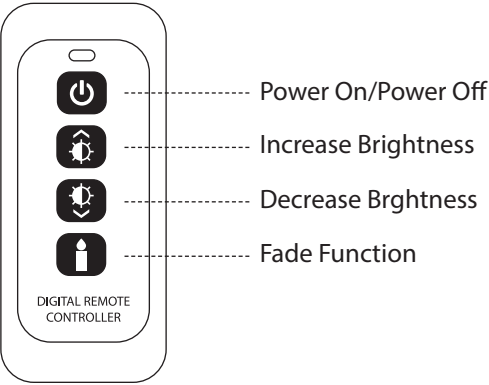 Power On/Power Off
Increase Brightness
Decrease Brghtness
Fade Function
DIGITAL REMOTE
CONTROLLER